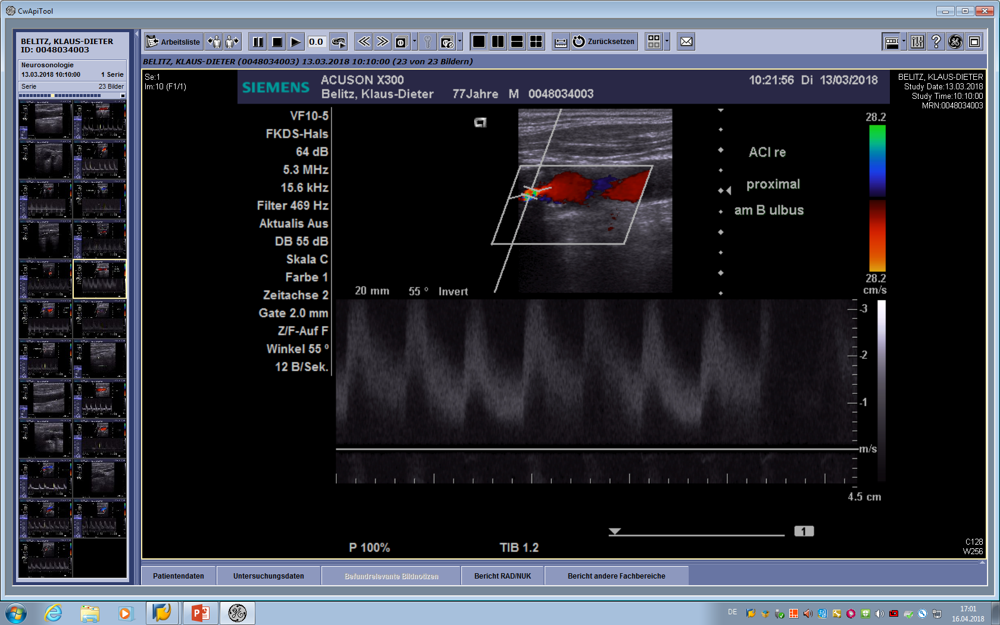 CwApiTool
BELITZ, KLAUS-DIETER
ID: 0048034003
Neurosonologie
13.03.2018 10:10:00 1 Serie
Serie 23 Bilder
Arbeitsliste
0.0
Zurücksetzen
BELITZ, KLAUS-DIETER (0048034003) 13.03.2018 10:10:00 (23 von 23 Bildern)
Se:1
Im:10 (F1/1)
SIEMENS
ACUSON X300
10:21:56 Di 13/03/2018
Belitz, Klaus-Dieter 77Jahre M 0048034003
BELITZ, KLAUS-DIETER
Study Date:13.03.2018
Study Time:10:10:00
MRN:0048034003
VF10-5
FKDS-Hals
64 dB
5.3 MHz
15.6 kHz
Filter 469 Hz
Aktualis Aus
DB 55 dB
Skala C
Farbe 1
Zeitachse 2
Gate 2.0 mm
Z/F-Auf F
Winkel 55 °
12 B/Sek.
ACI re
proximal
am B ulbus
28.2
28.2
cm/s
20 mm 55 ° Invert
-3
-2
-1
m/s
4.5 cm
1
P 100%
TIB 1.2
C128
W256
Patientendaten
Untersuchungsdaten
Befundrelevante Bildnotizen
Bericht RAD/NUK
Bericht andere Fachbereiche
DE
17:01
16.04.2018